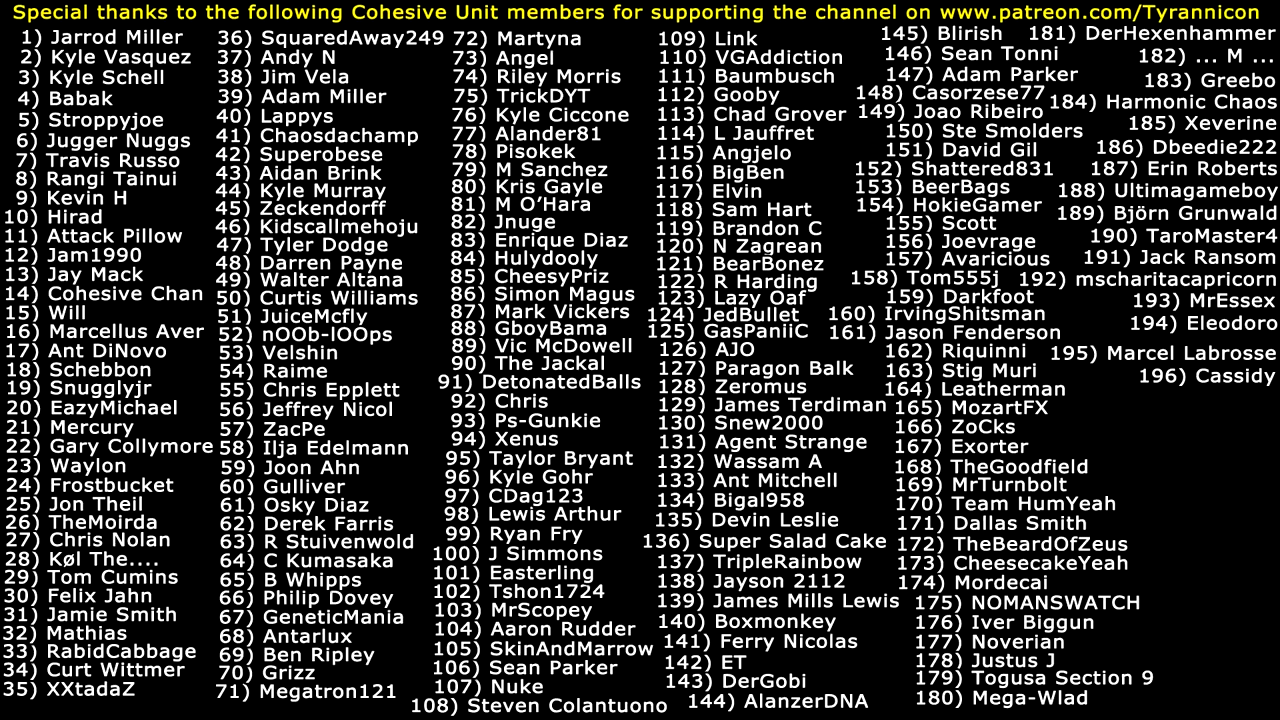 Special thanks to the following Cohesive Unit members for supporting the channel on www.patreon.com/Tyrannicon
1) Jarrod Miller
2) Kyle Vasquez
3) Kyle Schell
4) Babak
5) Stroppyjoe
6) Jugger Nuggs
7) Travis Russo
8) Rangi Tainui
9) Kevin H
10) Hirad
11) Attack Pillow
12) Jam1990
13) Jay Mack
14) Cohesive Chan
15) Will
16) Marcellus Aver
17) Ant DiNovo
18) Schebbon
19) Snugglyjr
20) EazyMichael
21) Mercury
22) Gary Collymore
23) Waylon
24) Frostbucket
25) Jon Theil
26) TheMoirda
27) Chris Nolan
28) Køl The....
29) Tom Cumins
30) Felix Jahn
31) Jamie Smith
32) Mathias
33) RabidCabbage
34) Curt Wittmer
35) XXtadaZ
36) SquaredAway249
37) Andy N
38) Jim Vela
39) Adam Miller
40) Lappys
41) Chaosdachamp
42) Superobese
43) Aidan Brink
44) Kyle Murray
45) Zeckendorff
46) Kidscallmehoju
47) Tyler Dodge
48) Darren Payne
49) Walter Altana
50) Curtis Williams
51) JuiceMcfly
52) nOOb-lOOps
53) Velshin
54) Raime
55) Chris Epplett
56) Jeffrey Nicol
57) ZacPe
58) Ilja Edelmann
59) Joon Ahn
60) Gulliver
61) Osky Diaz
62) Derek Farris
63) R Stuivenwold
64) C Kumasaka
65) B Whipps
66) Philip Dovey
67) GeneticMania
68) Antarlux
69) Ben Ripley
70) Grizz
71) Megatron121
72) Martyna
73) Angel
74) Riley Morris
75) TrickDYT
76) Kyle Ciccone
77) Alander81
78) Pisokek
79) M Sanchez
80) Kris Gayle
81) M O'Hara
82) Jnuge
83) Enrique Diaz
84) Hulydooly
85) CheesyPriz
86) Simon Magus
87) Mark Vickers
88) GboyBama
89) Vic McDowell
90) The Jackal
91) DetonatedBalls
92) Chris
93) Ps-Gunkie
94) Xenus
95) Taylor Bryant
96) Kyle Gohr
97) CDag123
98) Lewis Arthur
99) Ryan Fry
100) J Simmons
101) Easterling
102) Tshon1724
103) MrScopey
104) Aaron Rudder
105) SkinAndMarrow
106) Sean Parker
107) Nuke
108) Steven Colantuono
109) Link
110) VGAddiction
111) Baumbusch
112) Gooby
113) Chad Grover
114) L Jauffret
115) Angjelo
116) BigBen
117) Elvin
118) Sam Hart
119) Brandon C
120) N Zagrean
121) BearBonez
122) R Harding
123) Lazy Oaf
124) JedBullet
125) GasPaniiC
126) AJO
127) Paragon Balk
128) Zeromus
129) James Terdiman
130) Snew2000
131) Agent Strange
132) Wassam A
133) Ant Mitchell
134) Bigal958
135) Devin Leslie
136) Super Salad Cake
137) TripleRainbow
138) Jayson 2112
139) James Mills Lewis
140) Boxmonkey
141) Ferry Nicolas
142) ET
143) DerGobi
144) AlanzerDNA
145) Blirish
146) Sean Tonni
147) Adam Parker
148) Casorzese77
149) Joao Ribeiro
150) Ste Smolders
151) David Gil
152) Shattered831
153) BeerBags
154) HokieGamer
155) Scott
156) Joevrage
157) Avaricious
158) Tom555j
159) Darkfoot
160) IrvingShitsman
161) Jason Fenderson
162) Riquinni
163) Stig Muri
164) Leatherman
165) MozartFX
166) ZoCks
167) Exorter
168) TheGoodfield
169) MrTurnbolt
170) Team HumYeah
171) Dallas Smith
172) TheBeardOfZeus
173) CheesecakeYeah
174) Mordecai
175) NOMANSWATCH
176) Iver Biggun
177) Noverian
178) Justus J
179) Togusa Section 9
180) Mega-Wlad
181) DerHexenhammer
182) ... M ...
183) Greebo
184) Harmonic Chaos
185) Xeverine
186) Dbeedie222
187) Erin Roberts
188) Ultimagameboy
189) Björn Grunwald
190) TaroMaster4
191) Jack Ransom
192) mscharitacapricorn
193) MrEssex
194) Eleodoro
195) Marcel Labrosse
196) Cassidy